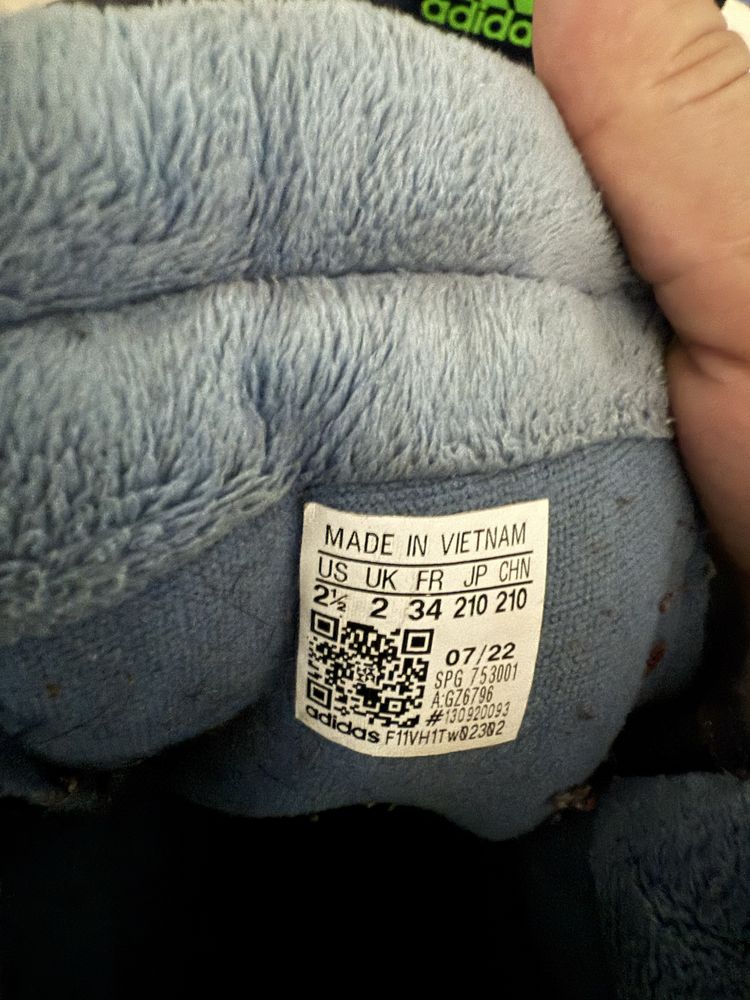 adidas
MADE IN VIETNAM
US UK FR JP CHN
2½ 2 34 210 210
07/22
SPG 753001
A:GZ6796
#130920093
adidas F11VH1Tw02302